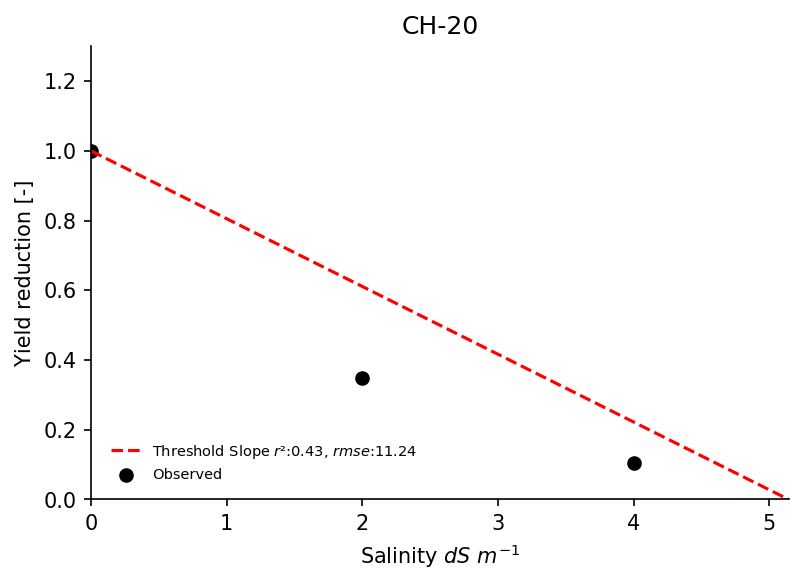 CH-20
Yield reduction [-]
1.2
1.0
0.8
0.6
0.4
0.2
0.0
Threshold Slope r²:0.43, rmse:11.24
Observed
0 1 2 3 4 5
Salinity dS m⁻¹